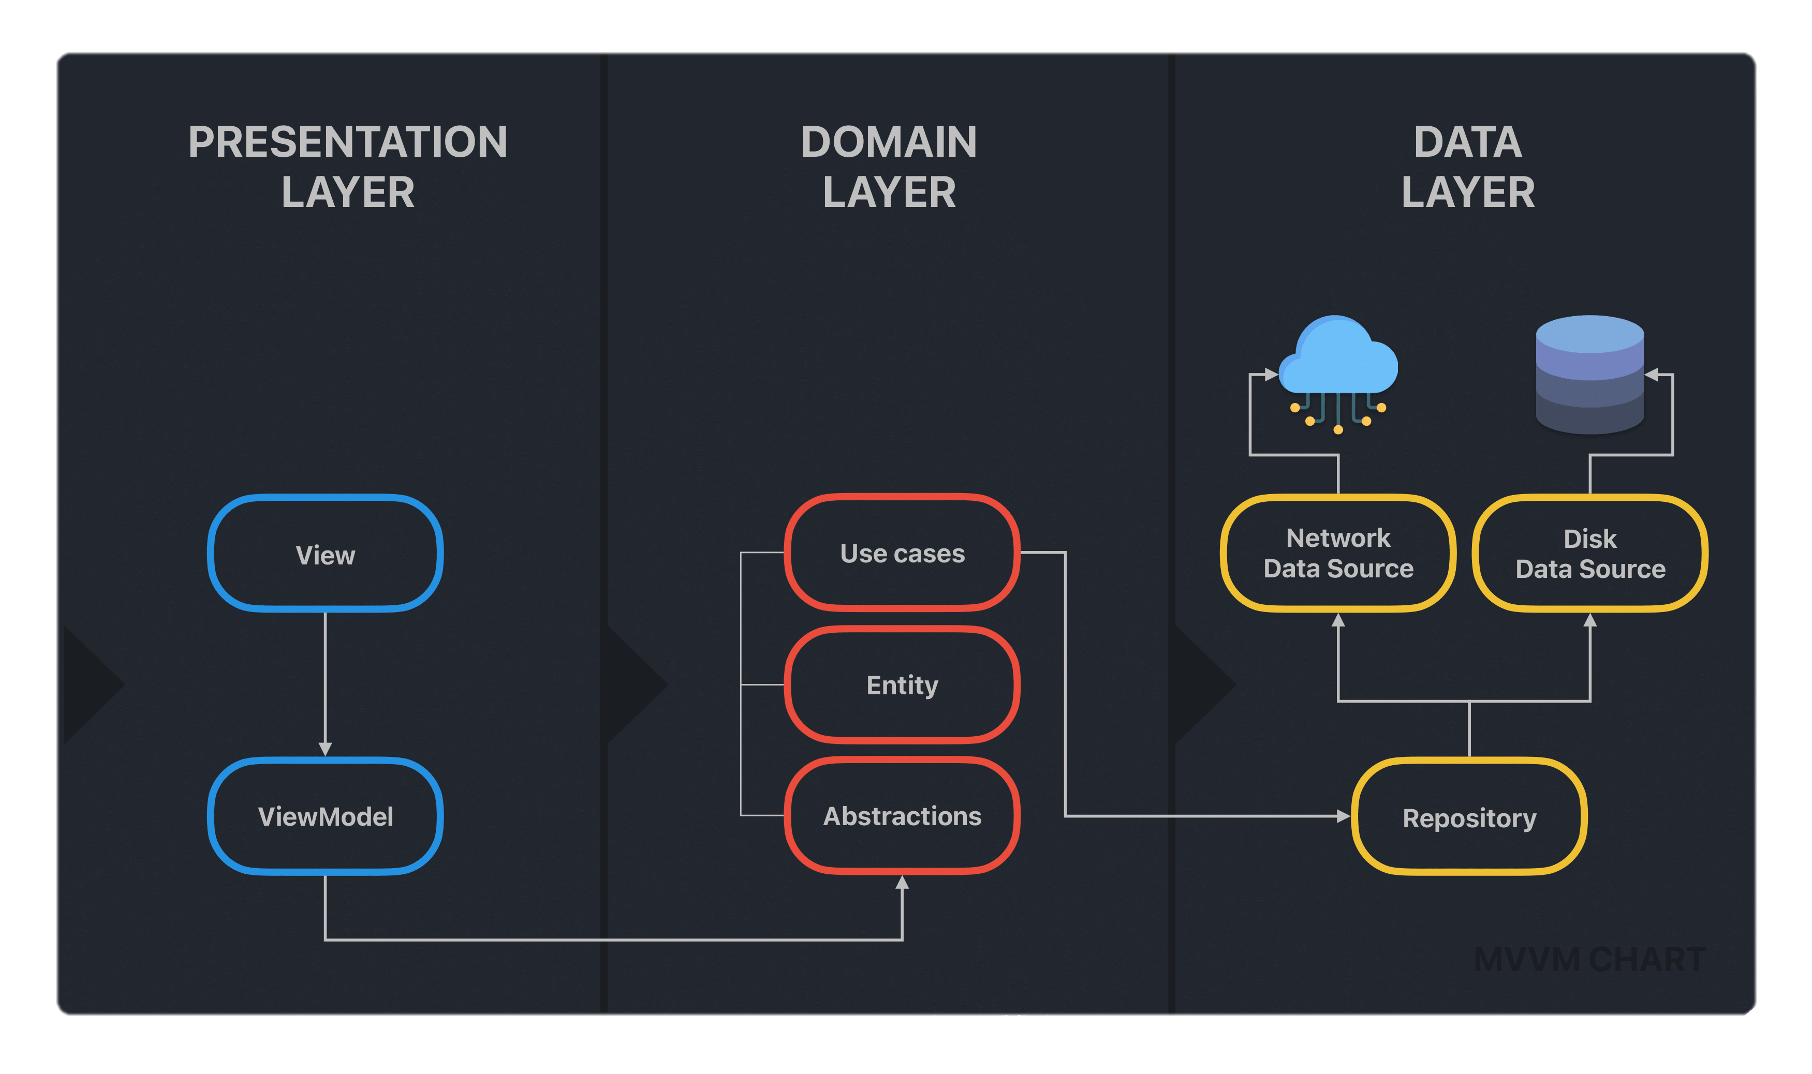 PRESENTATION
LAYER
DOMAIN
LAYER
DATA
LAYER
View
ViewModel
Use cases
Entity
Abstractions
Network
Data Source
Disk
Data Source
Repository
MVVM CHART